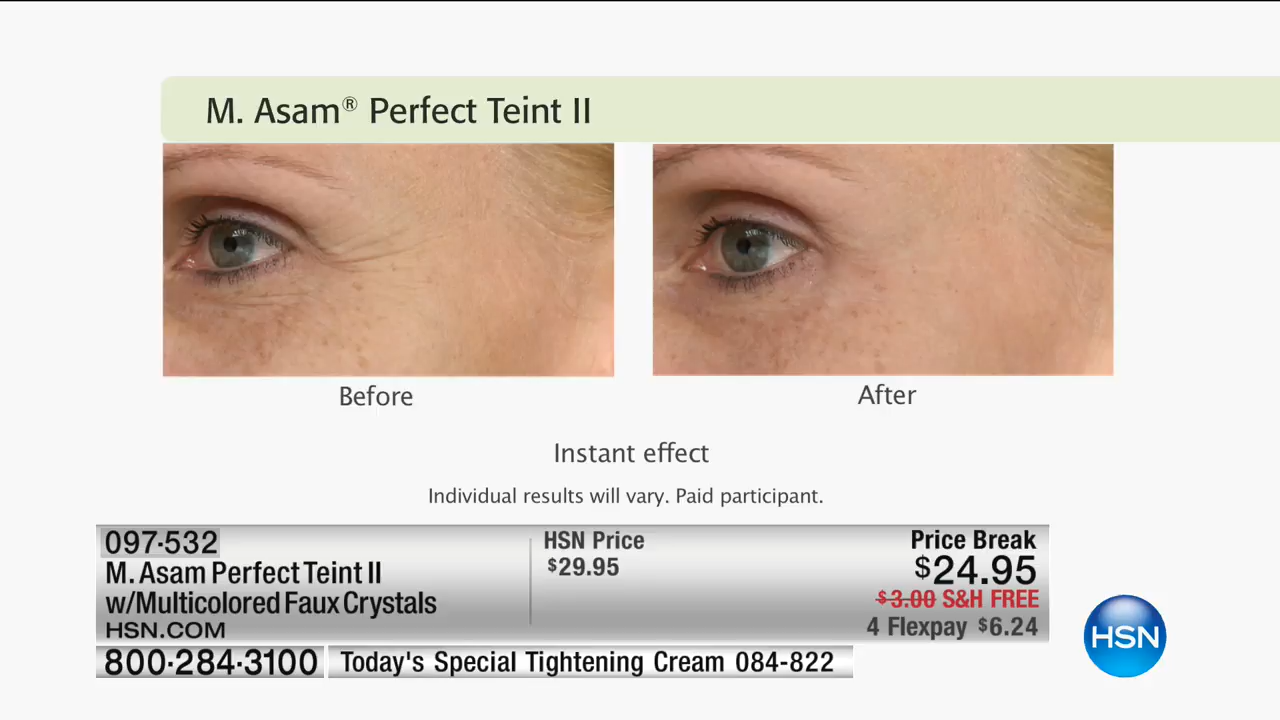 M. Asam® Perfect Teint II
Before
After
Instant effect
Individual results will vary. Paid participant.
097·532
M. Asam Perfect Teint II
w/Multicolored Faux Crystals
HSN.COM
HSN Price
$29.95
Price Break
$24.95
$3.00 S&H FREE
4 Flexpay $6.24
HSN
800·284·3100
Today's Special Tightening Cream 084-822